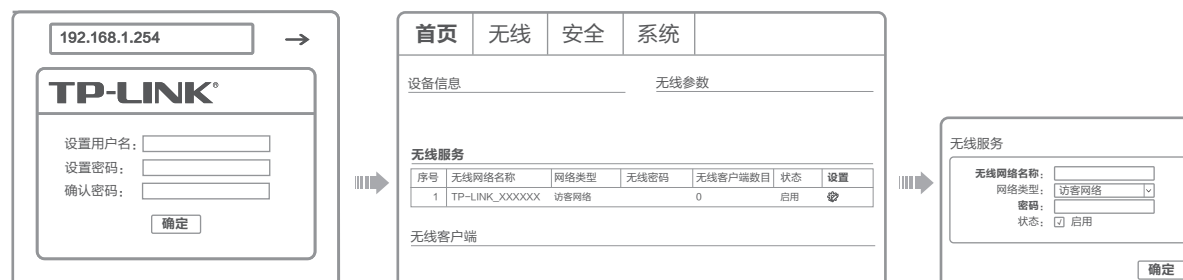 192.168.1.254
TP-LINK®
设置用户名：
设置密码：
确认密码：
确定
首页 无线 安全 系统
设备信息 无线参数
无线服务
序号 无线网络名称 网络类型 无线密码 无线客户端数目 状态 设置
1 TP-LINK_XXXXXX 访客网络 0 启用
无线客户端
无线服务
无线网络名称：
网络类型： 访客网络
密码：
状态： 启用
确定